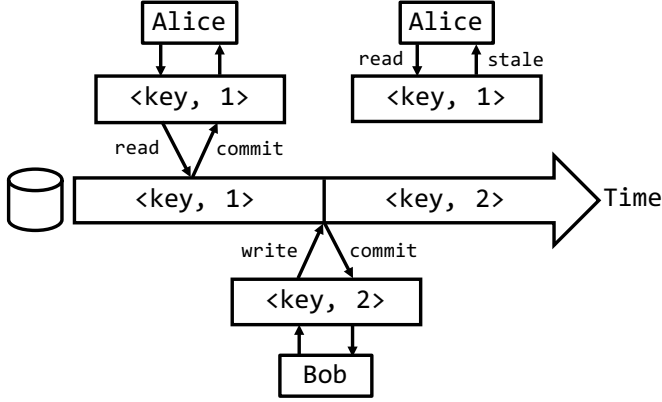 Alice
Alice
read
stale
<key, 1>
<key, 1>
read
commit
<key, 1>
<key, 2>
Time
write
commit
<key, 2>
Bob